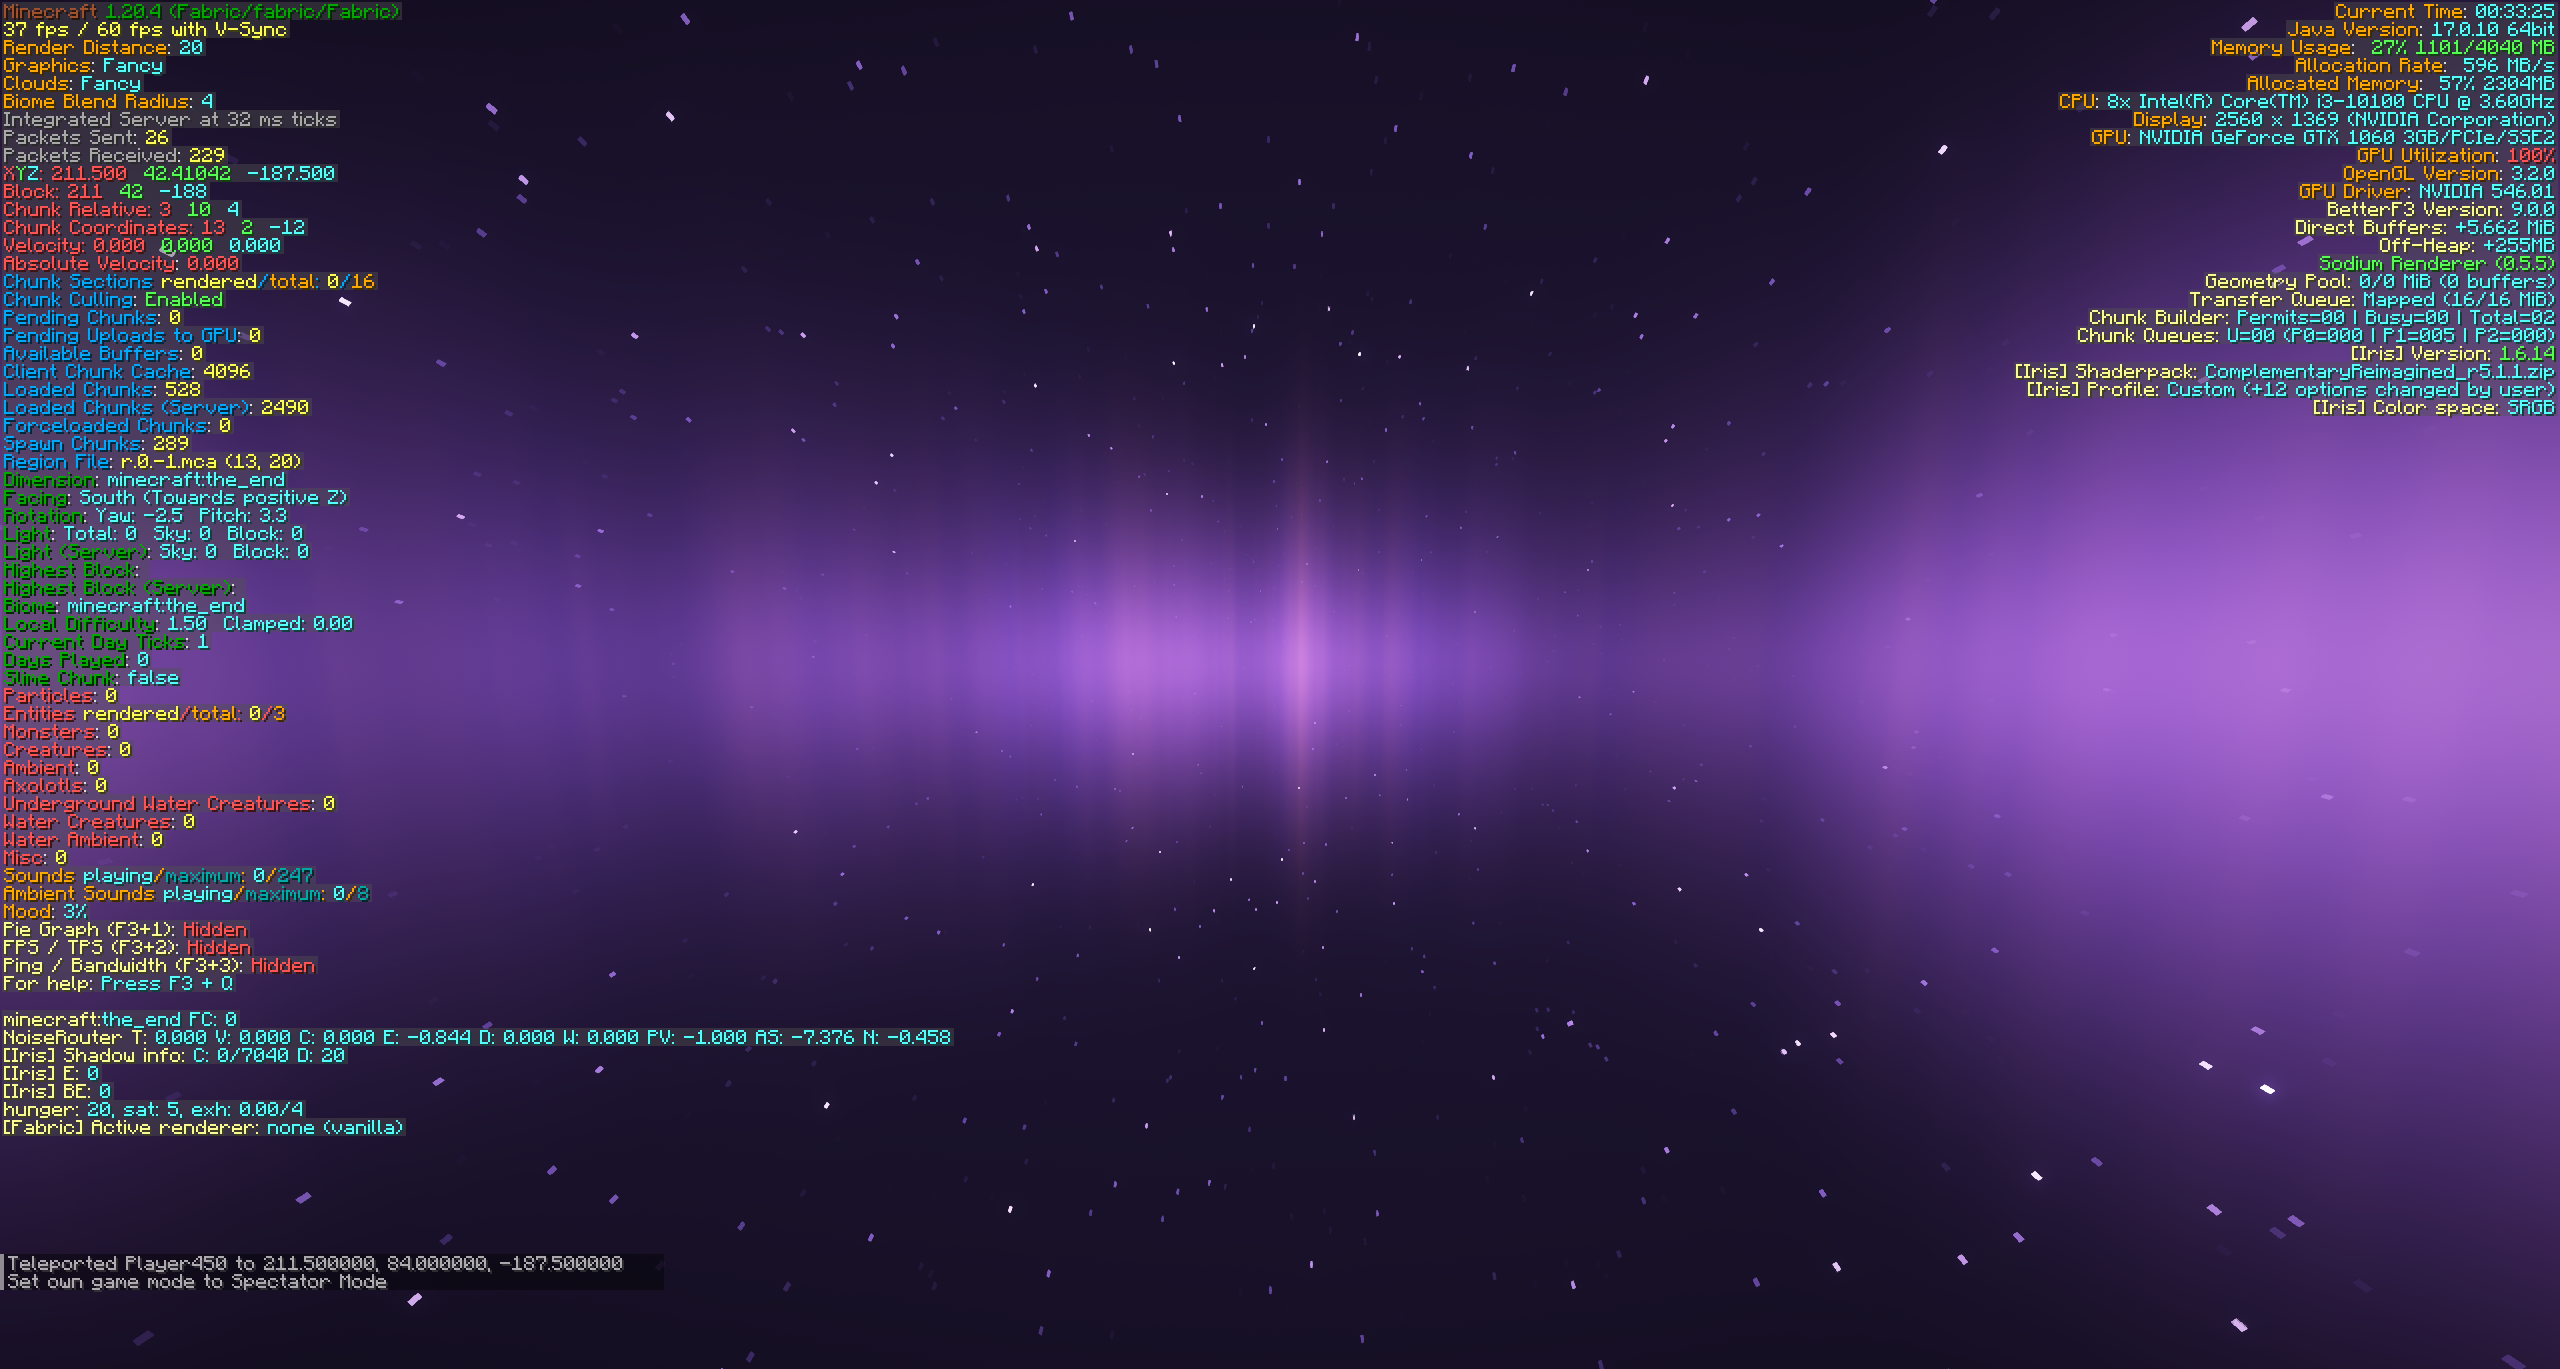 Minecraft 1.20.4 (Fabric/fabric/Fabric)
37 fps / 60 fps with V-Sync
Render Distance: 20
Graphics: Fancy
Clouds: Fancy
Biome Blend Radius: 4
Integrated Server at 32 ms ticks
Packets Sent: 26
Packets Received: 229
XYZ: 211.500 42.41042 -187.500
Block: 211 42 -188
Chunk Relative: 3 10 4
Chunk Coordinates: 13 2 -12
Velocity: 0.000 0.000 0.000
Absolute Velocity: 0.000
Chunk Sections rendered/total: 0/16
Chunk Culling: Enabled
Pending Chunks: 0
Pending Uploads to GPU: 0
Available Buffers: 0
Client Chunk Cache: 4096
Loaded Chunks: 528
Loaded Chunks (Server): 2490
Forceloaded Chunks: 0
Spawn Chunks: 289
Region File: r.0.-1.mca (13, 20)
Dimension: minecraft:the_end
Facing: South (Towards positive Z)
Rotation: Yaw: -2.5 Pitch: 3.3
Light: Total: 0 Sky: 0 Block: 0
Light (Server): Sky: 0 Block: 0
Highest Block:
Highest Block (Server):
Biome: minecraft:the_end
Local Difficulty: 1.50 Clamped: 0.00
Current Day Ticks: 1
Days Played: 0
Slime Chunk: false
Particles: 0
Entities rendered/total: 0/3
Monsters: 0
Creatures: 0
Ambient: 0
Axolotls: 0
Underground Water Creatures: 0
Water Creatures: 0
Water Ambient: 0
Misc: 0
Sounds playing/maximum: 0/247
Ambient Sounds playing/maximum: 0/8
Mood: 3%
Pie Graph (F3+1): Hidden
FPS / TPS (F3+2): Hidden
Ping / Bandwidth (F3+3): Hidden
For help: Press F3 + Q
minecraft:the_end FC: 0
NoiseRouter T: 0.000 V: 0.000 C: 0.000 E: -0.844 D: 0.000 W: 0.000 PV: -1.000 AS: -7.376 N: -0.458
[Iris] Shadow info: C: 0/7040 D: 20
[Iris] E: 0
[Iris] BE: 0
hunger: 20, sat: 5, exh: 0.00/4
[Fabric] Active renderer: none (vanilla)
Teleported Player450 to 211.500000, 84.000000, -187.500000
Set own game mode to Spectator Mode
Current Time: 00:33:25
Java Version: 17.0.10 64bit
Memory Usage: 27% 1101/4040 MB
Allocation Rate: 596 MB/s
Allocated Memory: 57% 2304MB
CPU: 8x Intel(R) Core(TM) i3-10100 CPU @ 3.60GHz
Display: 2560 x 1369 (NVIDIA Corporation)
GPU: NVIDIA GeForce GTX 1060 3GB/PCIe/SSE2
GPU Utilization: 100%
OpenGL Version: 3.2.0
GPU Driver: NVIDIA 546.01
BetterF3 Version: 9.0.0
Direct Buffers: +5.662 MiB
Off-Heap: +255MB
Sodium Renderer (0.5.5)
Geometry Pool: 0/0 MiB (0 buffers)
Transfer Queue: Mapped (16/16 MiB)
Chunk Builder: Permits=00 | Busy=00 | Total=02
Chunk Queues: U=00 (P0=000 | P1=005 | P2=000)
[Iris] Version: 1.6.14
[Iris] Shaderpack: ComplementaryReimagined_r5.1.1.zip
[Iris] Profile: Custom (+12 options changed by user)
[Iris] Color space: SRGB